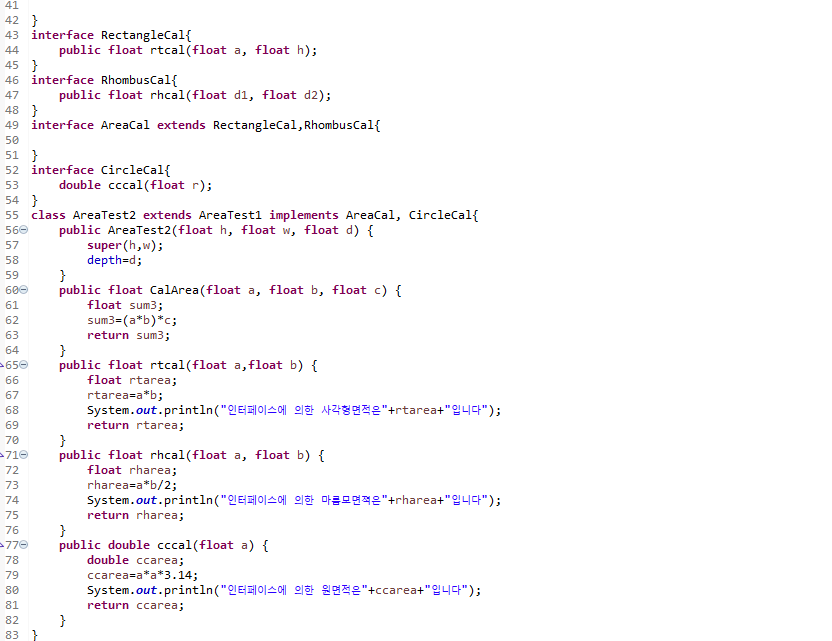 41
42 }
43 interface RectangleCal{
44     public float rtcal(float a, float h);
45 }
46 interface RhombusCal{
47     public float rhcal(float d1, float d2);
48 }
49 interface AreaCal extends RectangleCal,RhombusCal{
50
51 }
52 interface CircleCal{
53     double cccal(float r);
54 }
55 class AreaTest2 extends AreaTest1 implements AreaCal, CircleCal{
56     public AreaTest2(float h, float w, float d) {
57         super(h,w);
58         depth=d;
59     }
60     public float CalArea(float a, float b, float c) {
61         float sum3;
62         sum3=(a*b)*c;
63         return sum3;
64     }
65     public float rtcal(float a,float b) {
66         float rtarea;
67         rtarea=a*b;
68         System.out.println("인터페이스에 의한 사각형면적은"+rtarea+"입니다");
69         return rtarea;
70     }
71     public float rhcal(float a, float b) {
72         float rharea;
73         rharea=a*b/2;
74         System.out.println("인터페이스에 의한 마름모면적은"+rharea+"입니다");
75         return rharea;
76     }
77     public double cccal(float a) {
78         double ccarea;
79         ccarea=a*a*3.14;
80         System.out.println("인터페이스에 의한 원면적은"+ccarea+"입니다");
81         return ccarea;
82     }
83 }